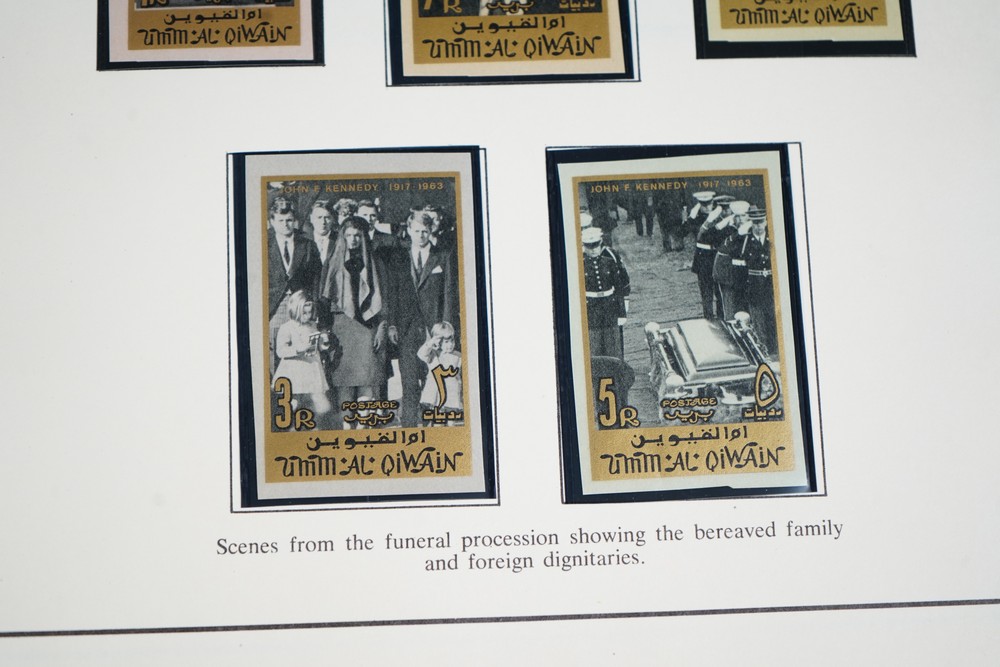 ام القيوين
UMM:AL: QiWAIN
ام القيوين
UMM:AL: QiWAIN
UMM:AL: QiWAIN
JOHN F. KENNEDY 1917-1963
3R
POSTAGE
بريد
٣
ريالات
ام القيوين
UMM:AL: QiWAIN
JOHN F. KENNEDY 1917-1963
5R
POSTAGE
بريد
٥
ريالات
ام القيوين
UMM:AL: QiWAIN
Scenes from the funeral procession showing the bereaved family
and foreign dignitaries.